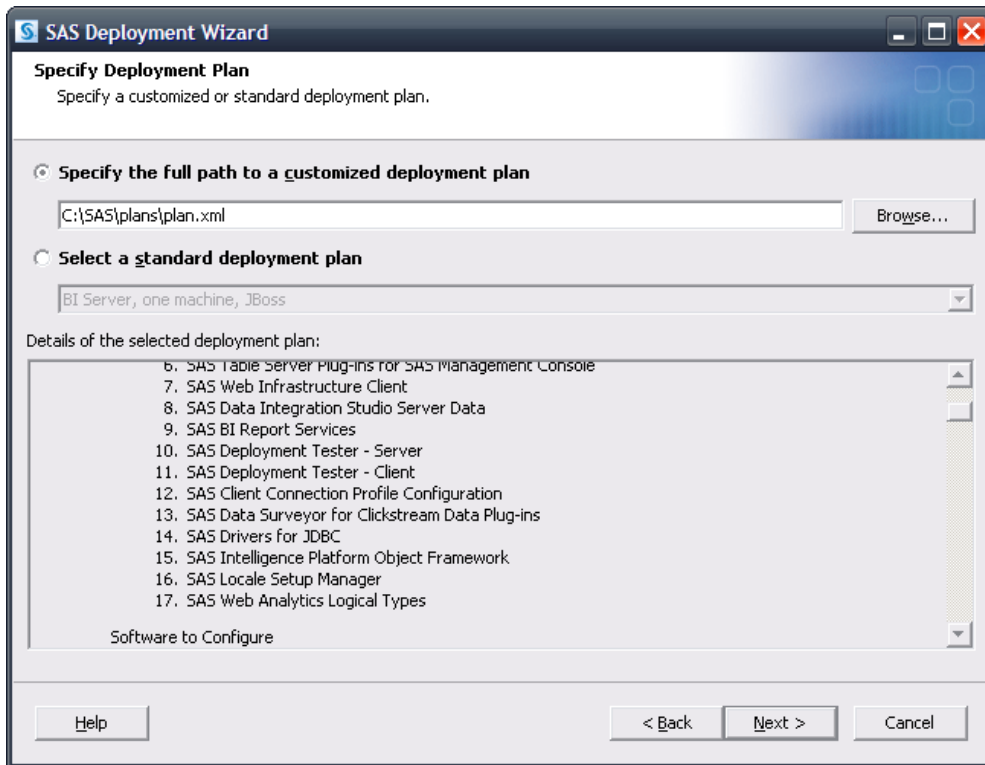 SAS Deployment Wizard
Specify Deployment Plan
Specify a customized or standard deployment plan.
Specify the full path to a customized deployment plan
C:\SAS\plans\plan.xml
Browse...
Select a standard deployment plan
BI Server, one machine, JBoss
Details of the selected deployment plan:
6. SAS Table Server Plug-ins for SAS Management Console
7. SAS Web Infrastructure Client
8. SAS Data Integration Studio Server Data
9. SAS BI Report Services
10. SAS Deployment Tester - Server
11. SAS Deployment Tester - Client
12. SAS Client Connection Profile Configuration
13. SAS Data Surveyor for Clickstream Data Plug-ins
14. SAS Drivers for JDBC
15. SAS Intelligence Platform Object Framework
16. SAS Locale Setup Manager
17. SAS Web Analytics Logical Types
Software to Configure
Help
< Back
Next >
Cancel